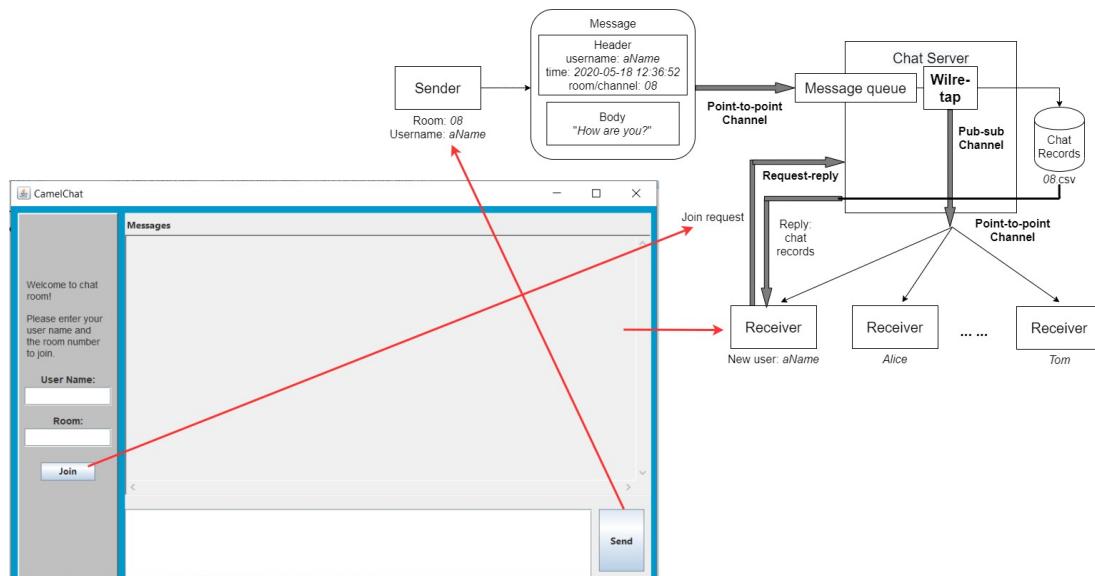 Message
Header
username: aName
time: 2020-05-18 12:36:52
room/channel: 08
Body
"How are you?"
Sender
Room: 08
Username: aName
Point-to-point
Channel
Chat Server
Message queue
Wilre-
tap
Pub-sub
Channel
Chat
Records
08.csv
Request-reply
Join request
Reply:
chat
records
Point-to-point
Channel
Receiver
New user: aName
Receiver
Alice
... ...
Receiver
Tom
CamelChat
Messages
Welcome to chat
room!
Please enter your
user name and
the room number
to join.
User Name:
Room:
Join
Send